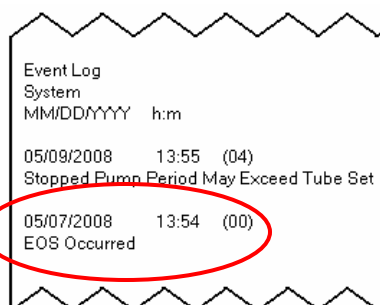 Event Log
System
MM/DD/YYYY h:m
05/09/2008 13:55 (04)
Stopped Pump Period May Exceed Tube Set
05/07/2008 13:54 (00)
EOS Occurred